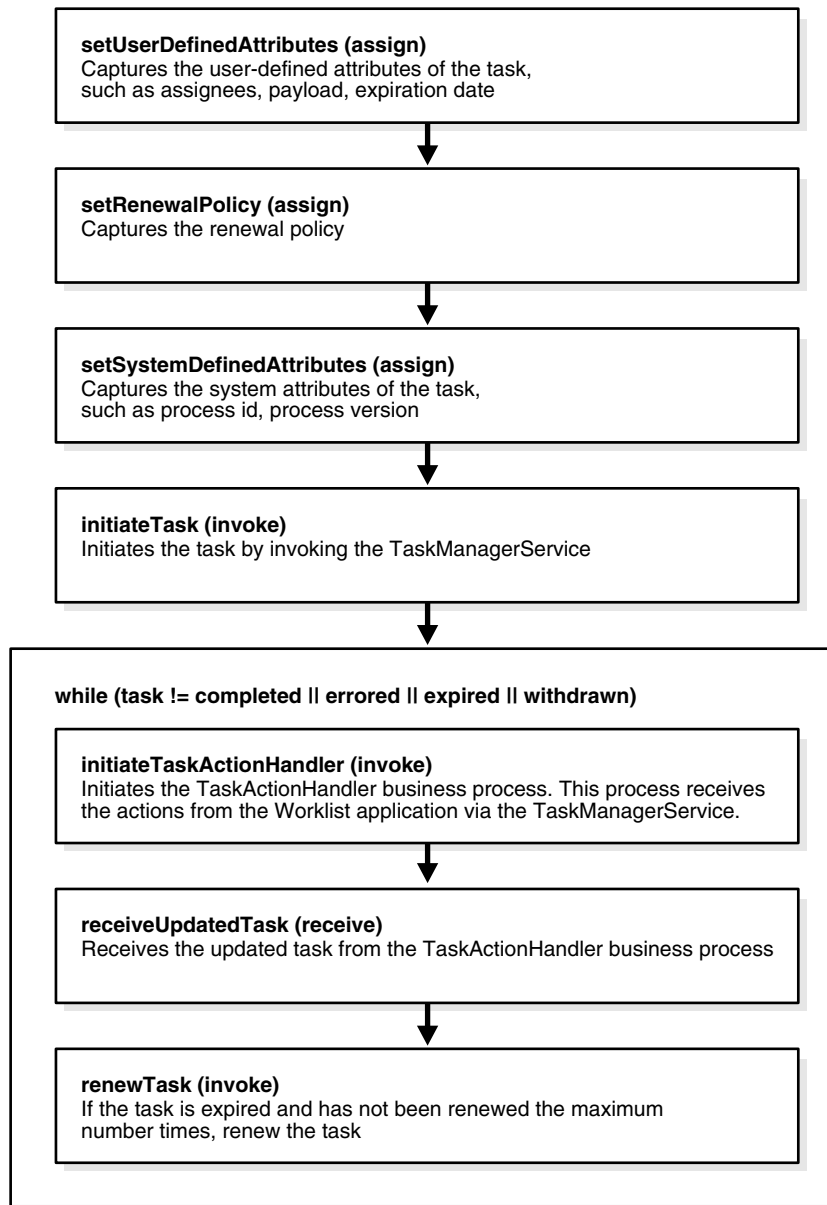 setUserDefinedAttributes (assign)
Captures the user-defined attributes of the task,
such as assignees, payload, expiration date
setRenewalPolicy (assign)
Captures the renewal policy
setSystemDefinedAttributes (assign)
Captures the system attributes of the task,
such as process id, process version
initiateTask (invoke)
Initiates the task by invoking the TaskManagerService
while (task != completed || errored || expired || withdrawn)
initiateTaskActionHandler (invoke)
Initiates the TaskActionHandler business process. This process receives
the actions from the Worklist application via the TaskManagerService.
receiveUpdatedTask (receive)
Receives the updated task from the TaskActionHandler business process
renewTask (invoke)
If the task is expired and has not been renewed the maximum
number times, renew the task